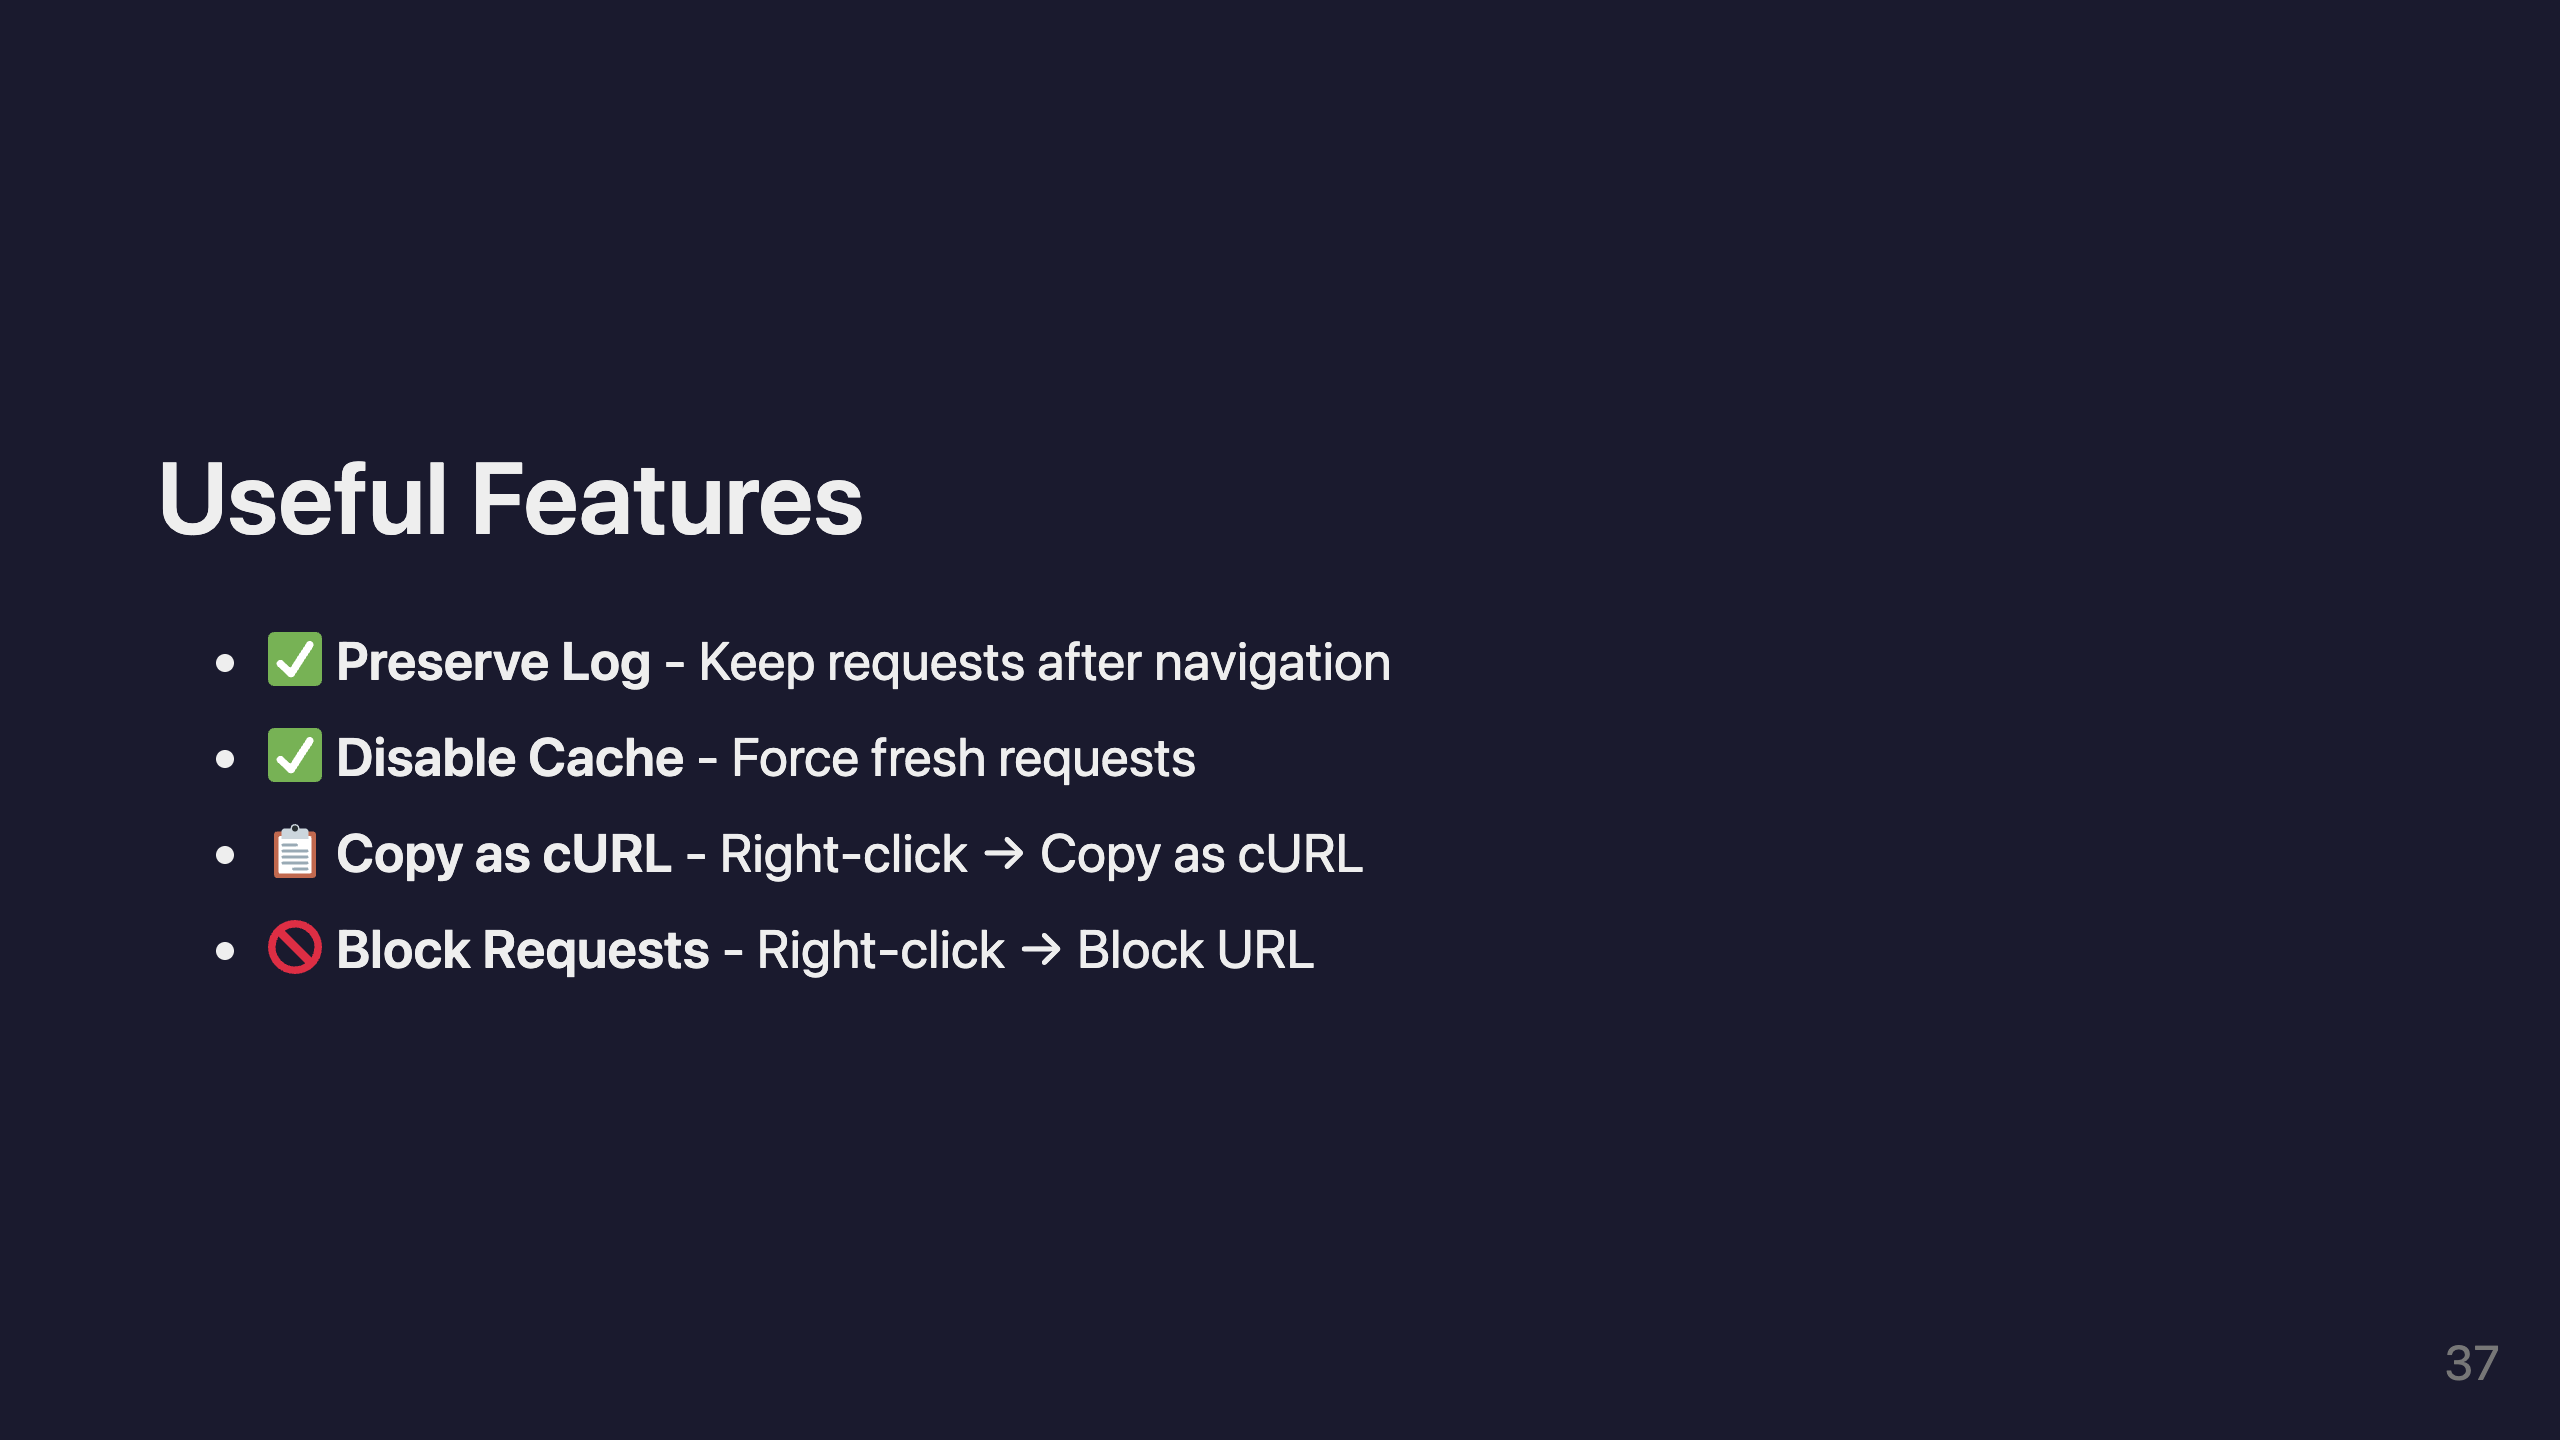 Useful Features
• ✅ Preserve Log - Keep requests after navigation
• ✅ Disable Cache - Force fresh requests
• 📋 Copy as cURL - Right-click → Copy as cURL
• 🚫 Block Requests - Right-click → Block URL
37